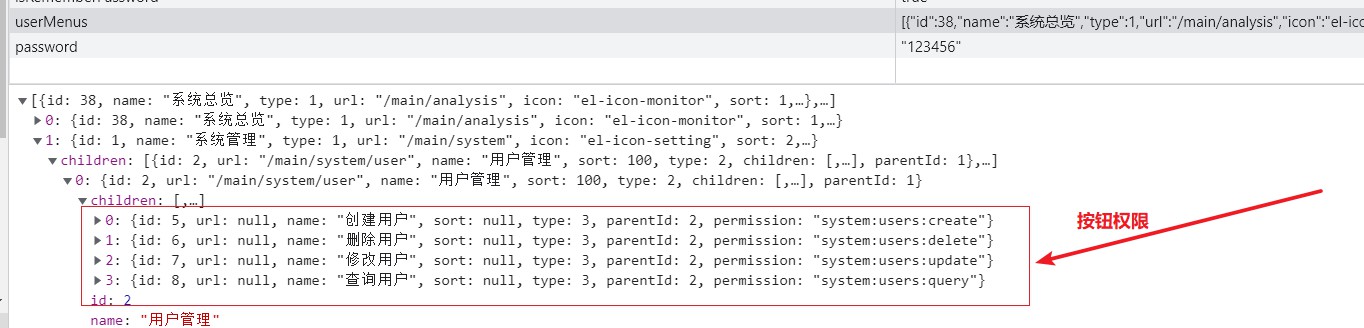 isRememberPassword true
userMenus [{"id":38,"name":"系统总览","type":1,"url":"/main/analysis","icon":"el-ico
password "123456"
▼[{id: 38, name: "系统总览", type: 1, url: "/main/analysis", icon: "el-icon-monitor", sort: 1,…},…]
▶0: {id: 38, name: "系统总览", type: 1, url: "/main/analysis", icon: "el-icon-monitor", sort: 1,…}
▼1: {id: 1, name: "系统管理", type: 1, url: "/main/system", icon: "el-icon-setting", sort: 2,…}
▼children: [{id: 2, url: "/main/system/user", name: "用户管理", sort: 100, type: 2, children: [,…], parentId: 1},…]
▼0: {id: 2, url: "/main/system/user", name: "用户管理", sort: 100, type: 2, children: [,…], parentId: 1}
▼children: [,…]
▶0: {id: 5, url: null, name: "创建用户", sort: null, type: 3, parentId: 2, permission: "system:users:create"}
▶1: {id: 6, url: null, name: "删除用户", sort: null, type: 3, parentId: 2, permission: "system:users:delete"}
▶2: {id: 7, url: null, name: "修改用户", sort: null, type: 3, parentId: 2, permission: "system:users:update"}
▶3: {id: 8, url: null, name: "查询用户", sort: null, type: 3, parentId: 2, permission: "system:users:query"}
按钮权限
id: 2
name: "用户管理"